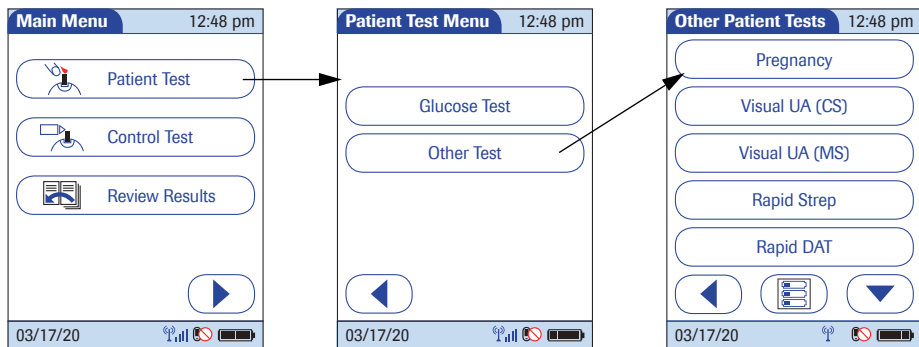 Main Menu 12:48 pm
Patient Test
Control Test
Review Results
03/17/20
Patient Test Menu 12:48 pm
Glucose Test
Other Test
03/17/20
Other Patient Tests 12:48 pm
Pregnancy
Visual UA (CS)
Visual UA (MS)
Rapid Strep
Rapid DAT
03/17/20